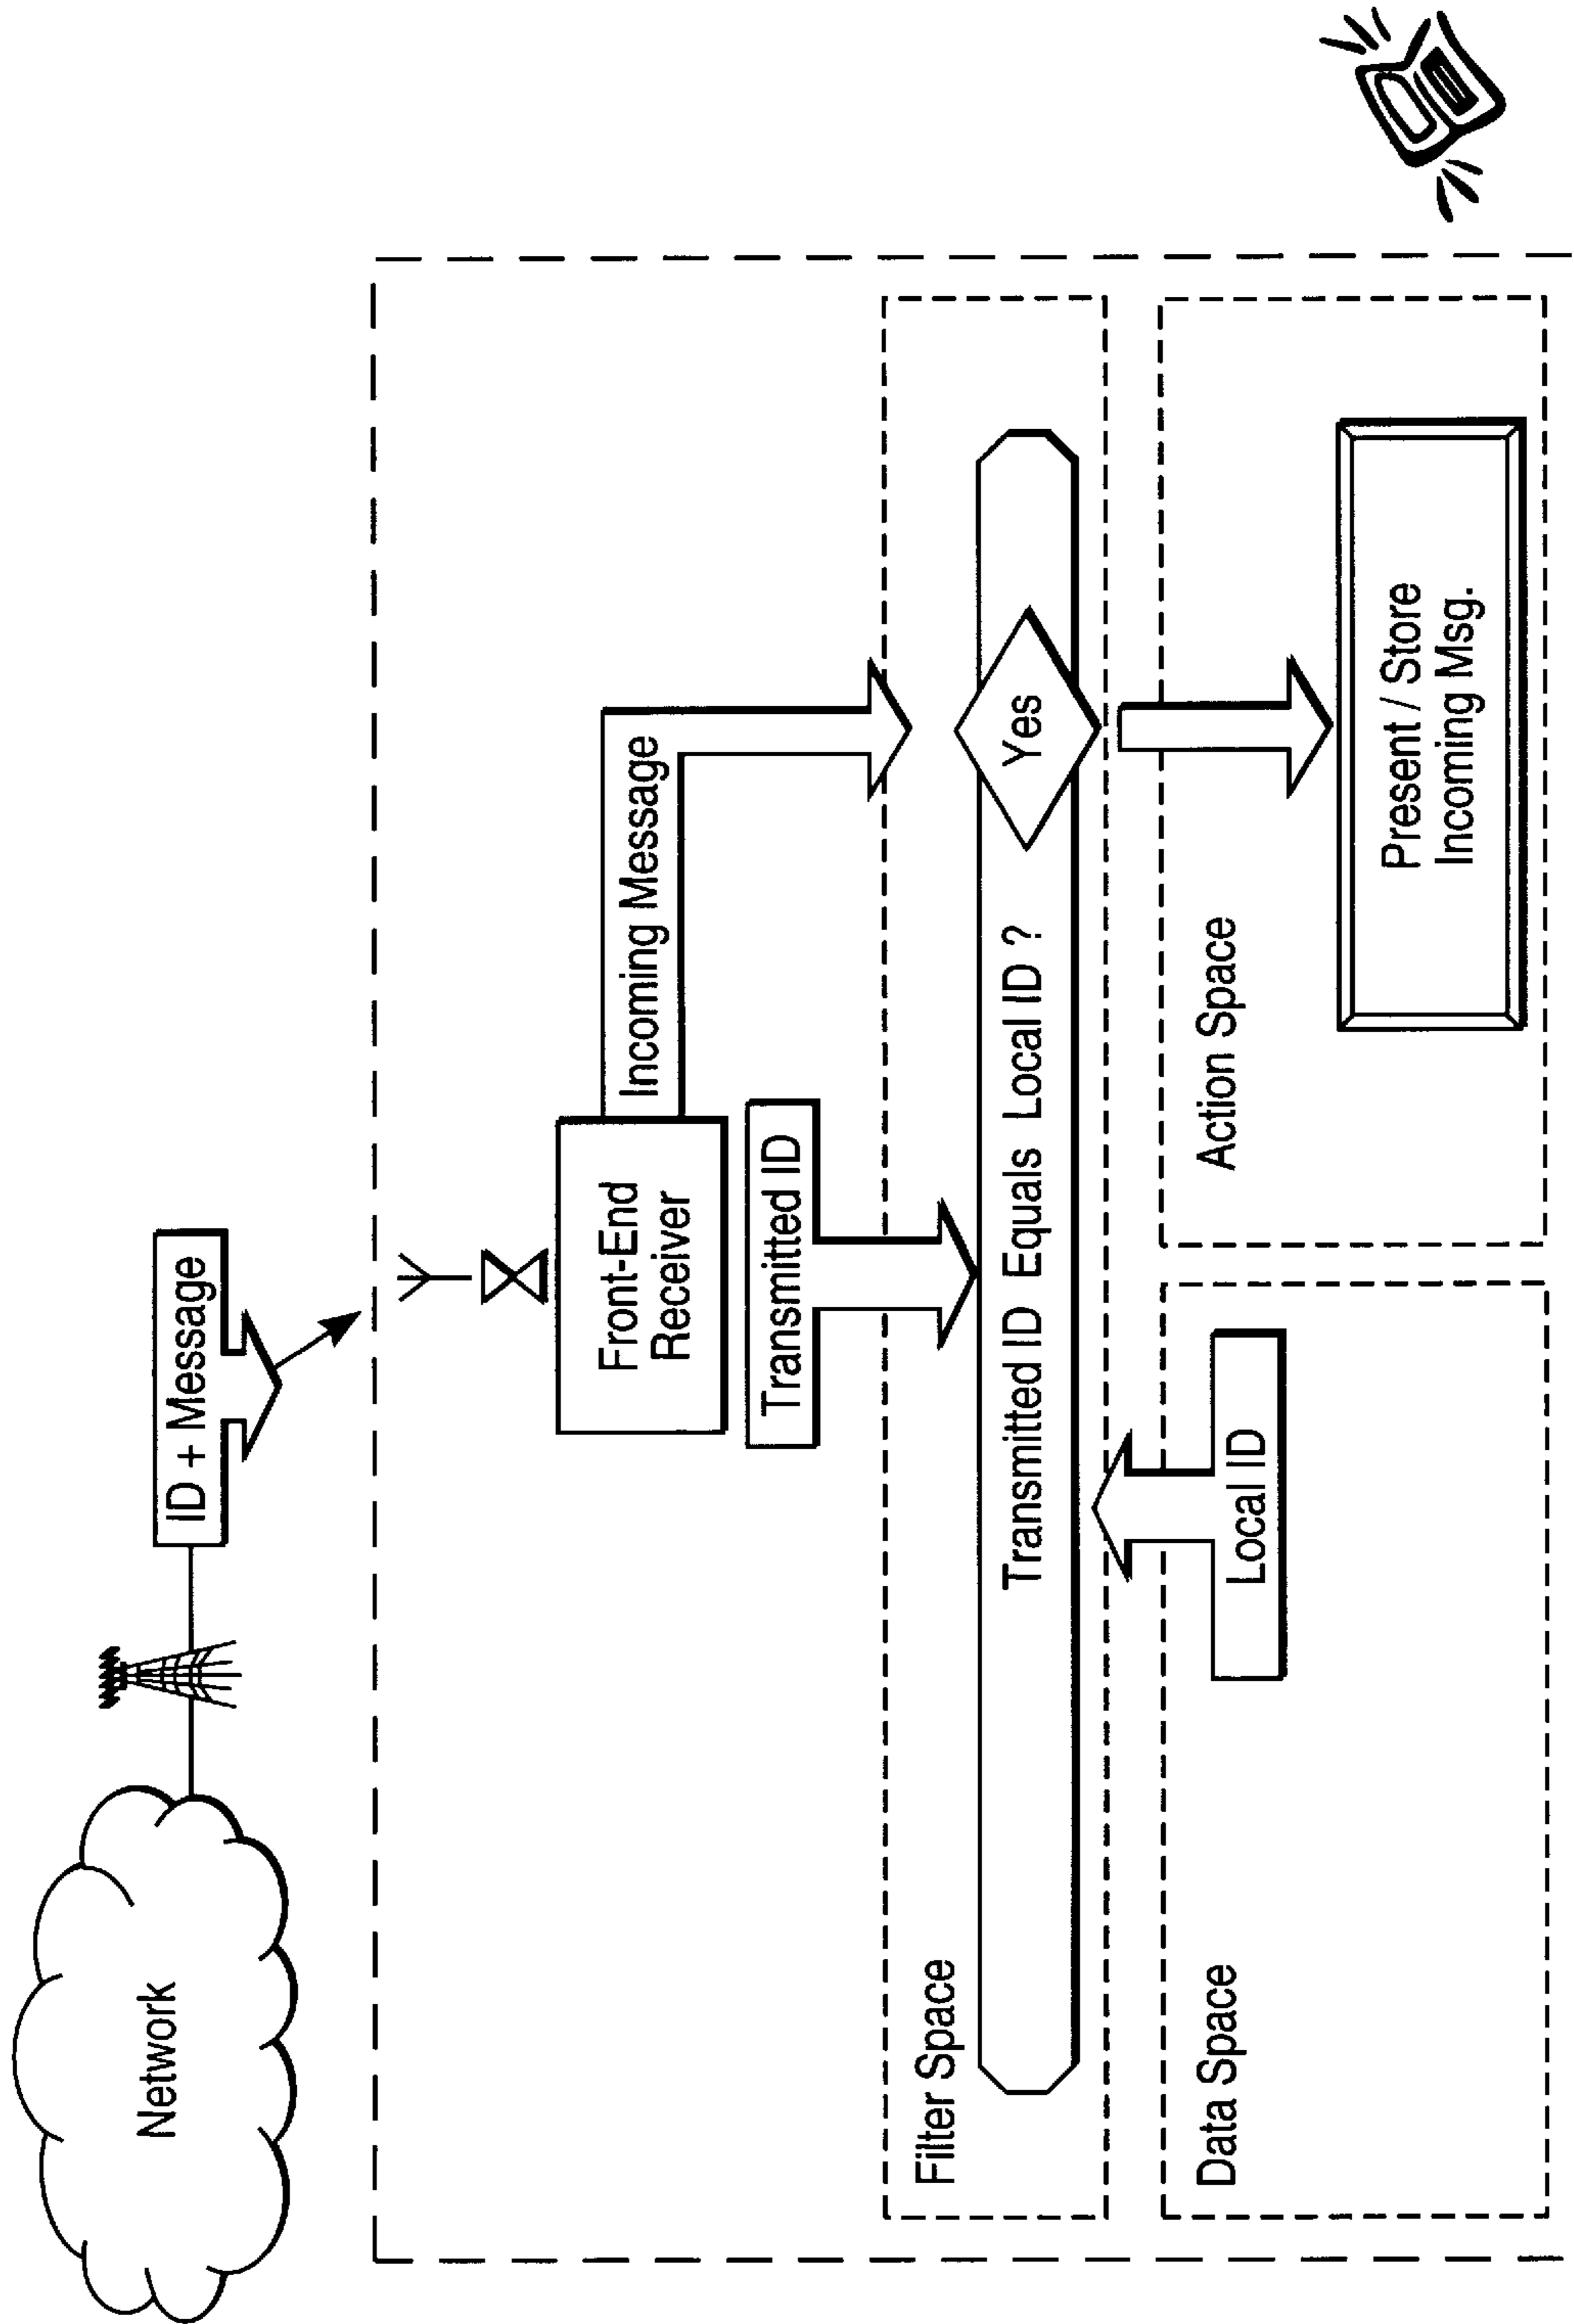 Network
ID + Message
Front-End
Receiver
Incoming Message
Transmitted ID
Filter Space
Transmitted ID Equals Local ID ?
Yes
Data Space
Local ID
Action Space
Present / Store
Incoming Msg.